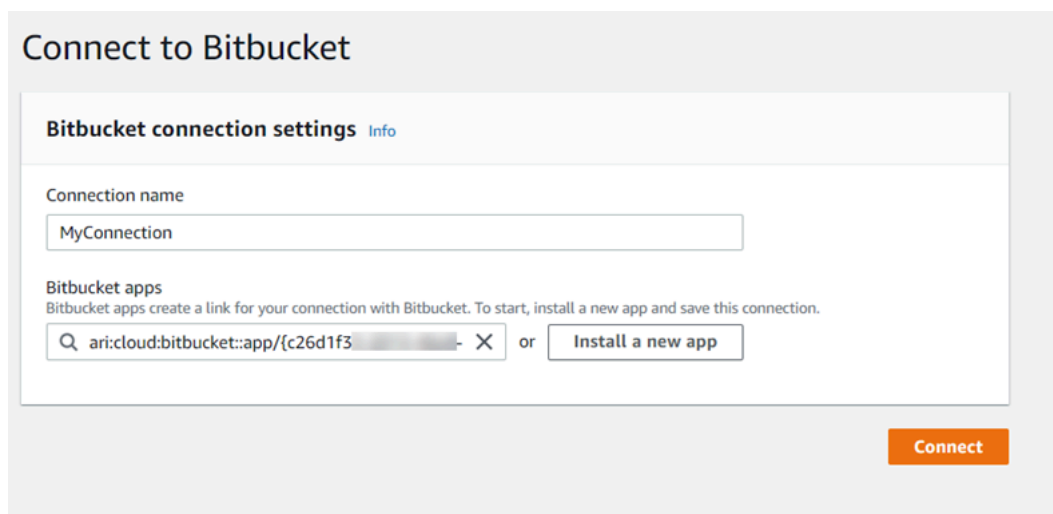 Connect to Bitbucket
Bitbucket connection settings Info
Connection name
MyConnection
Bitbucket apps
Bitbucket apps create a link for your connection with Bitbucket. To start, install a new app and save this connection.
ari:cloud:bitbucket::app/{c26d1f3 - or Install a new app
Connect